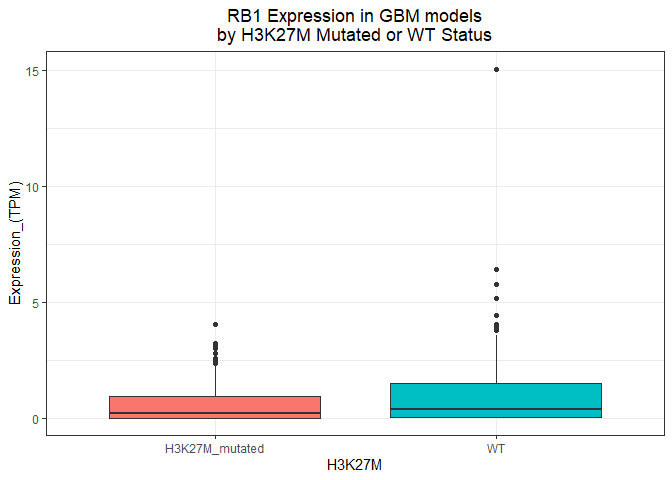 RB1 Expression in GBM models
by H3K27M Mutated or WT Status
Expression_(TPM)
15
10
5
0
H3K27M_mutated
WT
H3K27M